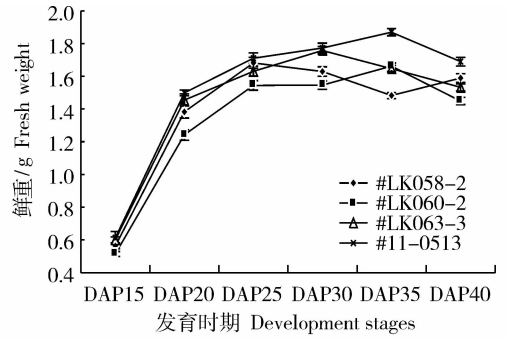 2.0
1.8
1.6
1.4
1.2
1.0
0.8
0.6
0.4
鲜重/g Fresh weight
#LK058-2
#LK060-2
#LK063-3
#11-0513
DAP15 DAP20 DAP25 DAP30 DAP35 DAP40
发育时期 Development stages